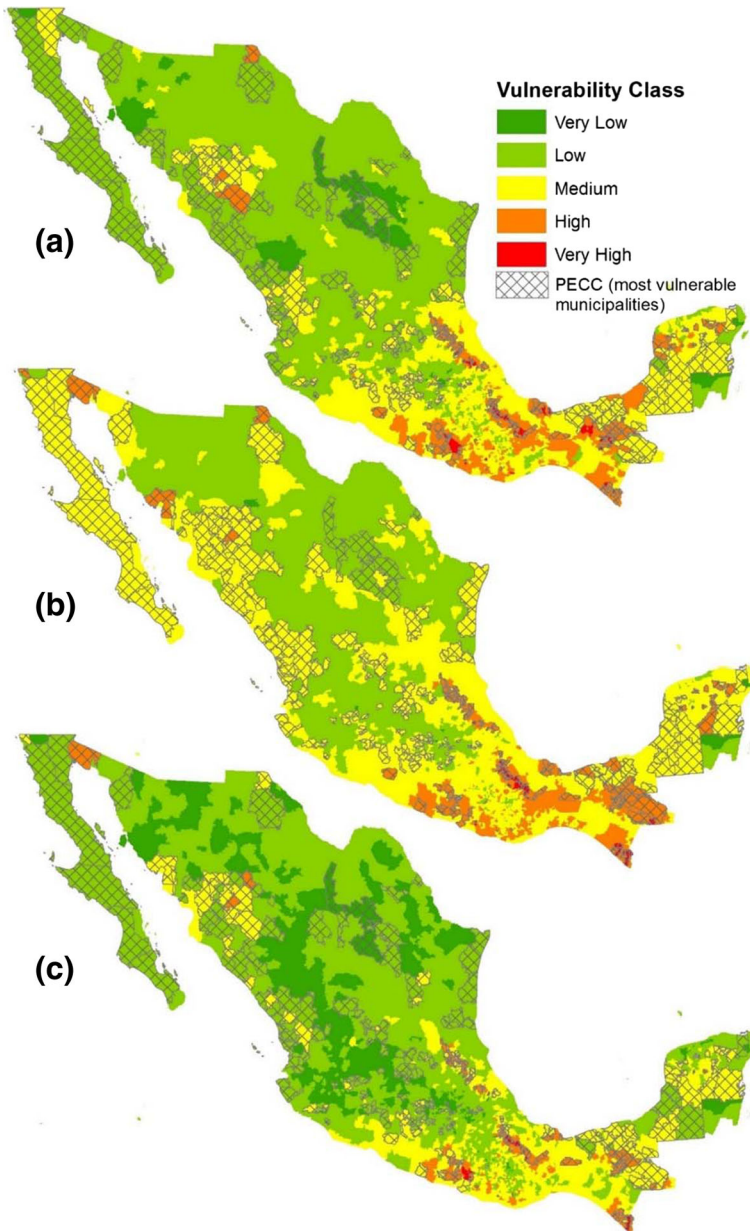 Vulnerability Class
Very Low
Low
Medium
High
Very High
PECC (most vulnerable
municipalities)
(a)
(b)
(c)